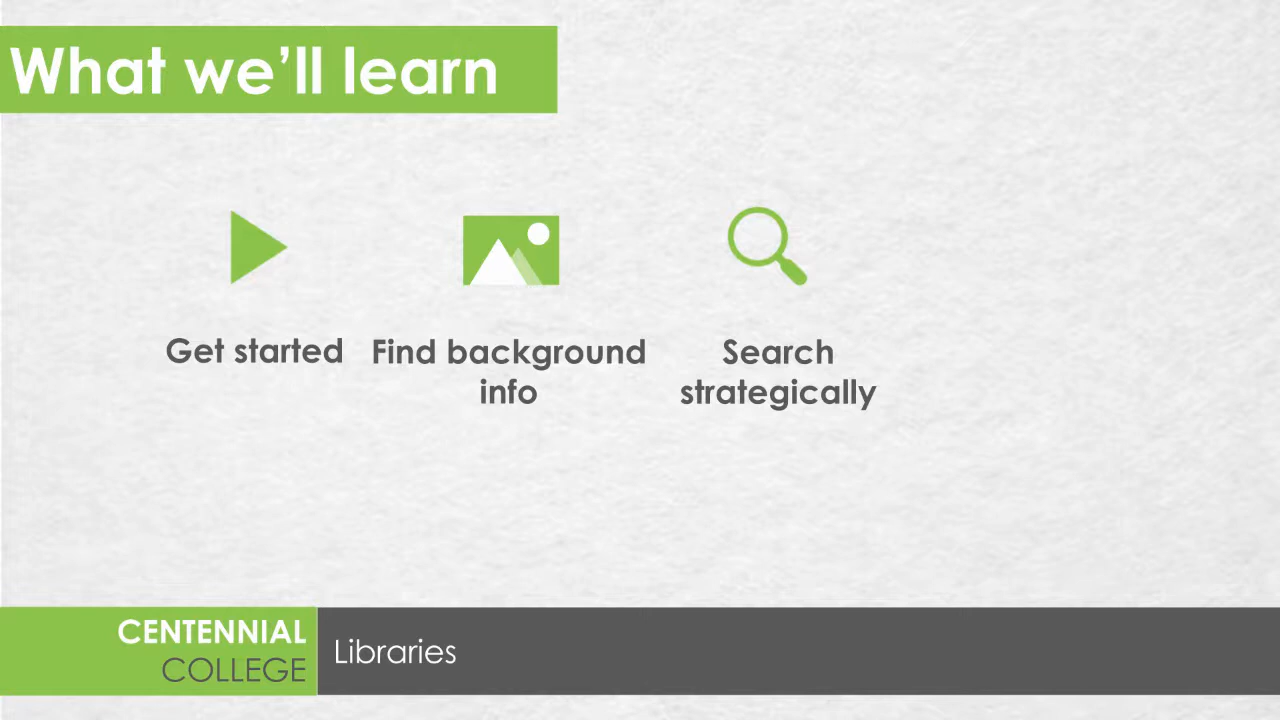 What we’ll learn
Get started
Find background
info
Search
strategically
CENTENNIAL
COLLEGE
Libraries